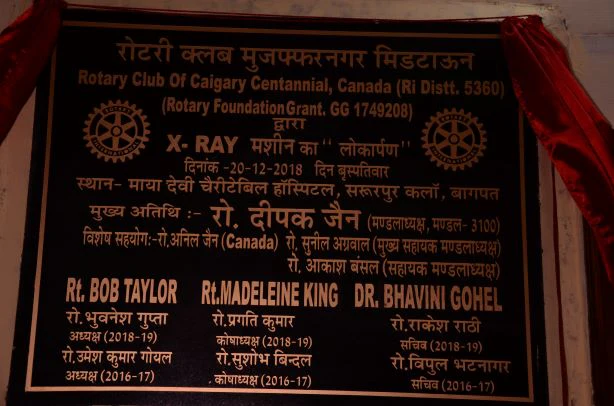 रोटरी क्लब मुजफ्फरनगर मिडटाऊन
Rotary Club Of Caigary Centannial, Canada (Ri Distt. 5360)
(Rotary Foundation Grant. GG 1749208)
द्वारा
X- RAY मशीन का " लोकार्पण"
दिनांक -20-12-2018 दिन बृस्पतिवार
स्थान- माया देवी चैरीटेबिल हॉस्पिटल, सरूरपुर कलॉ, बागपत
मुख्य अतिथि :- रो. दीपक जैन (मण्डलाध्यक्ष, मण्डल- 3100)
विशेष सहयोग:-रो.अनिल जैन (Canada) रो. सुनील अग्रवाल (मुख्य सहायक मण्डलाध्यक्ष)
रो. आकाश बंसल (सहायक मण्डलाध्यक्ष)
Rt. BOB TAYLOR Rt.MADELEINE KING DR. BHAVINI GOHEL
रो.भुवनेश गुप्ता रो.प्रगति कुमार रो.राकेश राठी
अध्यक्ष (2018-19) कोषाध्यक्ष (2018-19) सचिव (2018-19)
रो.उमेश कुमार गोयल रो.सुशोभ बिन्दल रो.विपुल भटनागर
अध्यक्ष (2016-17) कोषाध्यक्ष (2016-17) सचिव (2016-17)